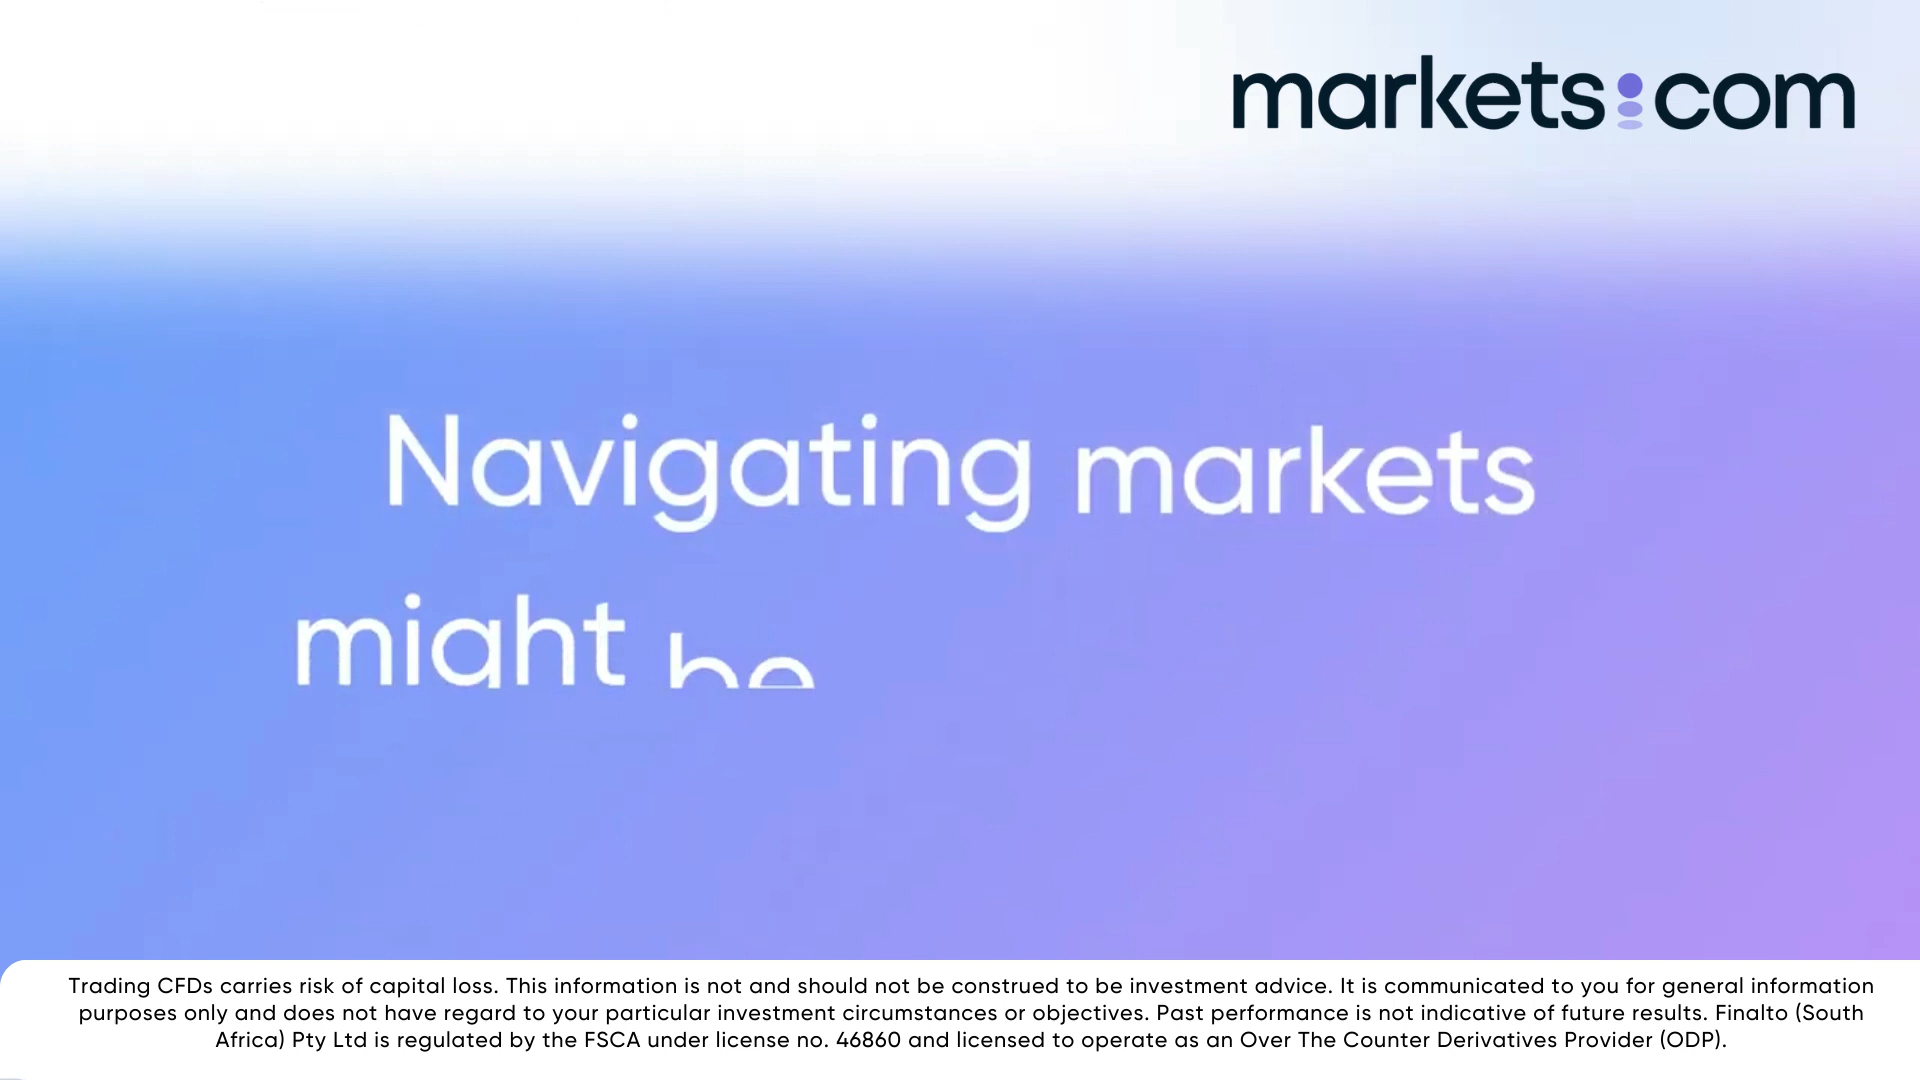 markets.com
Navigating markets
might be
Trading CFDs carries risk of capital loss. This information is not and should not be construed to be investment advice. It is communicated to you for general information
purposes only and does not have regard to your particular investment circumstances or objectives. Past performance is not indicative of future results. Finalto (South
Africa) Pty Ltd is regulated by the FSCA under license no. 46860 and licensed to operate as an Over The Counter Derivatives Provider (ODP).